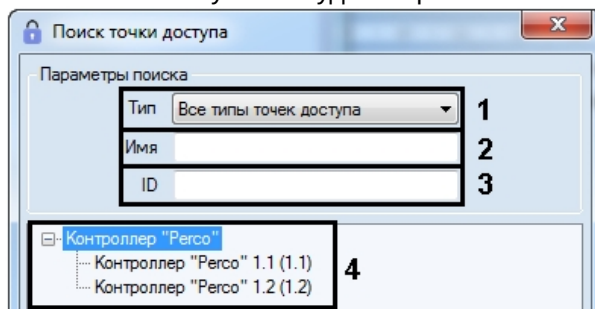 Поиск точки доступа
Параметры поиска
Тип Все типы точек доступа 1
Имя 2
ID 3
Контроллер "Perco"
Контроллер "Perco" 1.1 (1.1)
Контроллер "Perco" 1.2 (1.2)
4